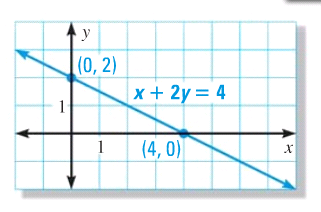 y
(0, 2)
x + 2y = 4
1
1
(4, 0)
x